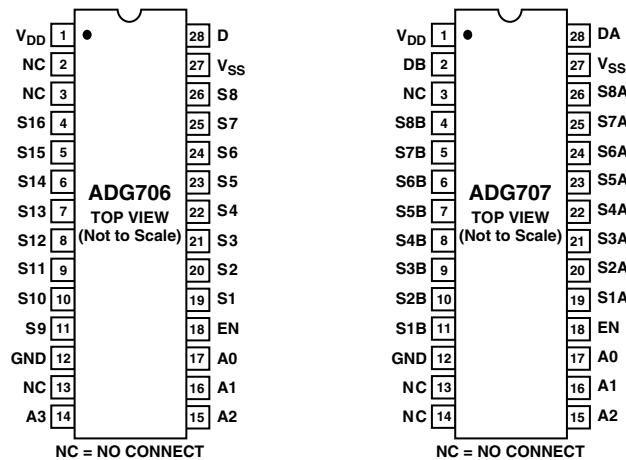 VDD 1 28 D
NC 2 27 VSS
NC 3 26 S8
S16 4 25 S7
S15 5 24 S6
S14 6 23 S5
S13 7 22 S4
S12 8 21 S3
S11 9 20 S2
S10 10 19 S1
S9 11 18 EN
GND 12 17 A0
NC 13 16 A1
A3 14 15 A2
ADG706
TOP VIEW
(Not to Scale)
NC = NO CONNECT
VDD 1 28 DA
DB 2 27 VSS
NC 3 26 S8A
S8B 4 25 S7A
S7B 5 24 S6A
S6B 6 23 S5A
S5B 7 22 S4A
S4B 8 21 S3A
S3B 9 20 S2A
S2B 10 19 S1A
S1B 11 18 EN
GND 12 17 A0
NC 13 16 A1
NC 14 15 A2
ADG707
TOP VIEW
(Not to Scale)
NC = NO CONNECT